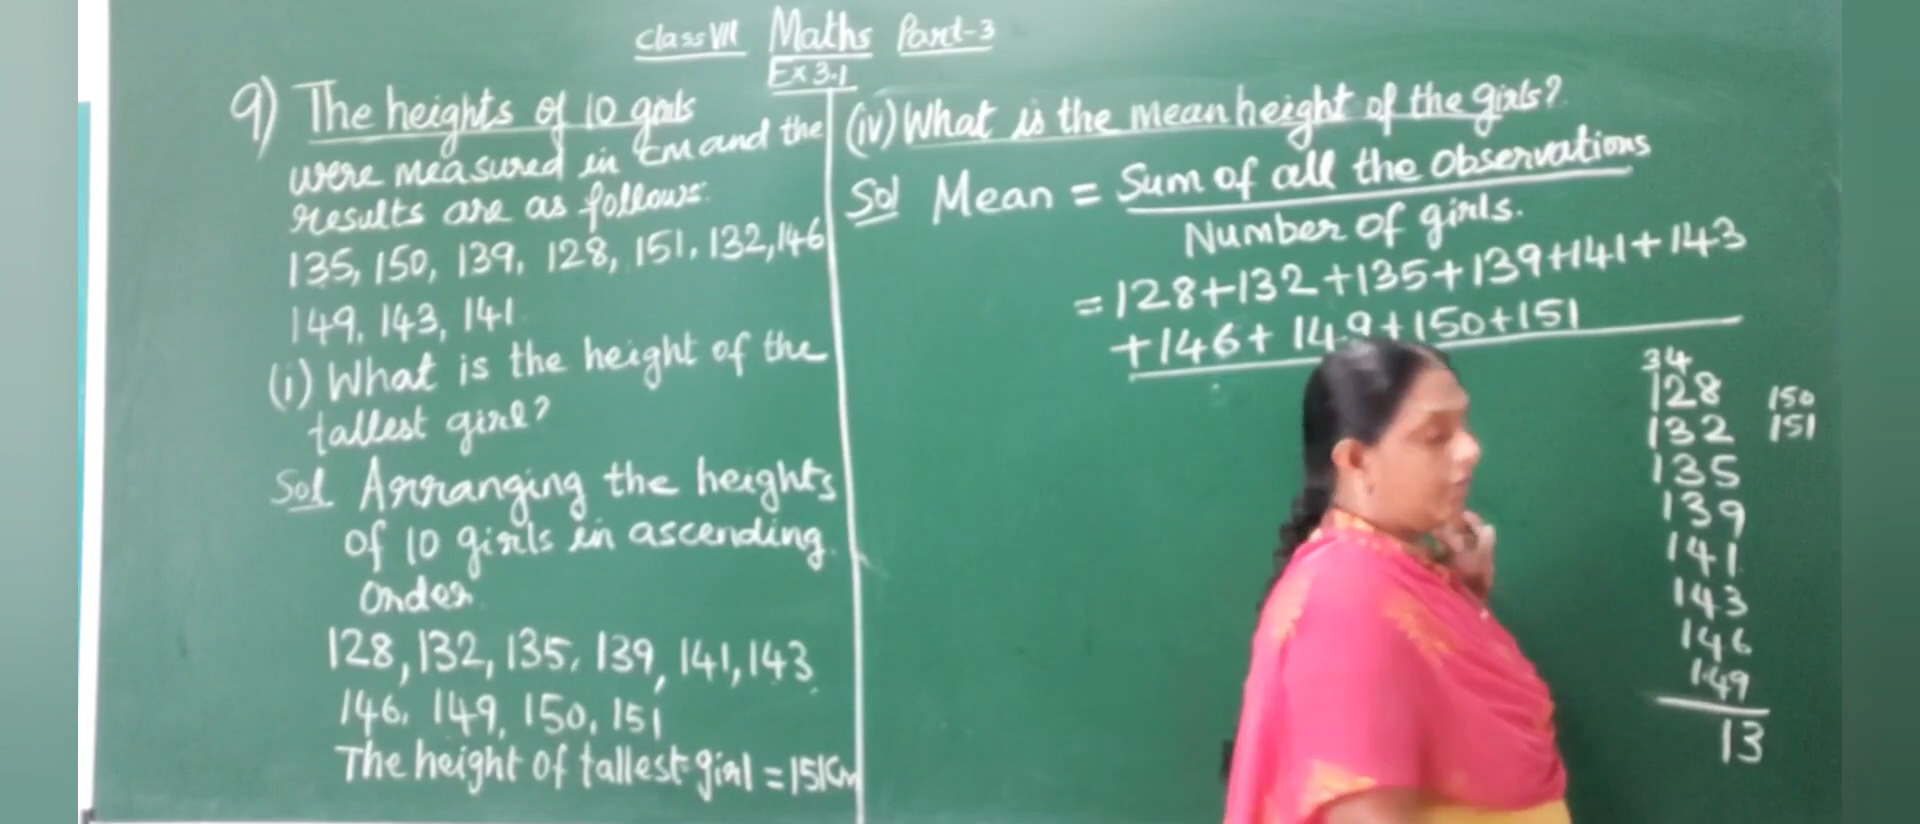 Class VII Maths Part-3
Ex 3.1
9) The heights of 10 girls
were measured in cm and the
results are as follows:
135, 150, 139, 128, 151, 132, 146
149, 143, 141
(i) What is the height of the
tallest girl?
Sol Arranging the heights
of 10 girls in ascending
order
128, 132, 135, 139, 141, 143
146, 149, 150, 151
The height of tallest girl = 151cm
(iv) What is the mean height of the girls?
Sol Mean = Sum of all the observations
Number of girls.
= 128+132+135+139+141+143
+146+149+150+151
34
128 150
132 151
135
139
141
143
146
149
13